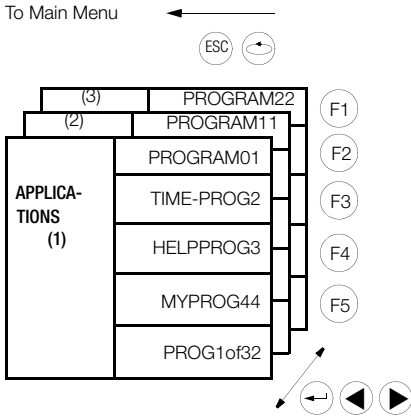 To Main Menu
ESC
(3) PROGRAM22
F1
(2) PROGRAM11
PROGRAM01
F2
APPLICA-
TIONS
(1)
TIME-PROG2
F3
HELPPROG3
F4
MYPROG44
F5
PROG1of32